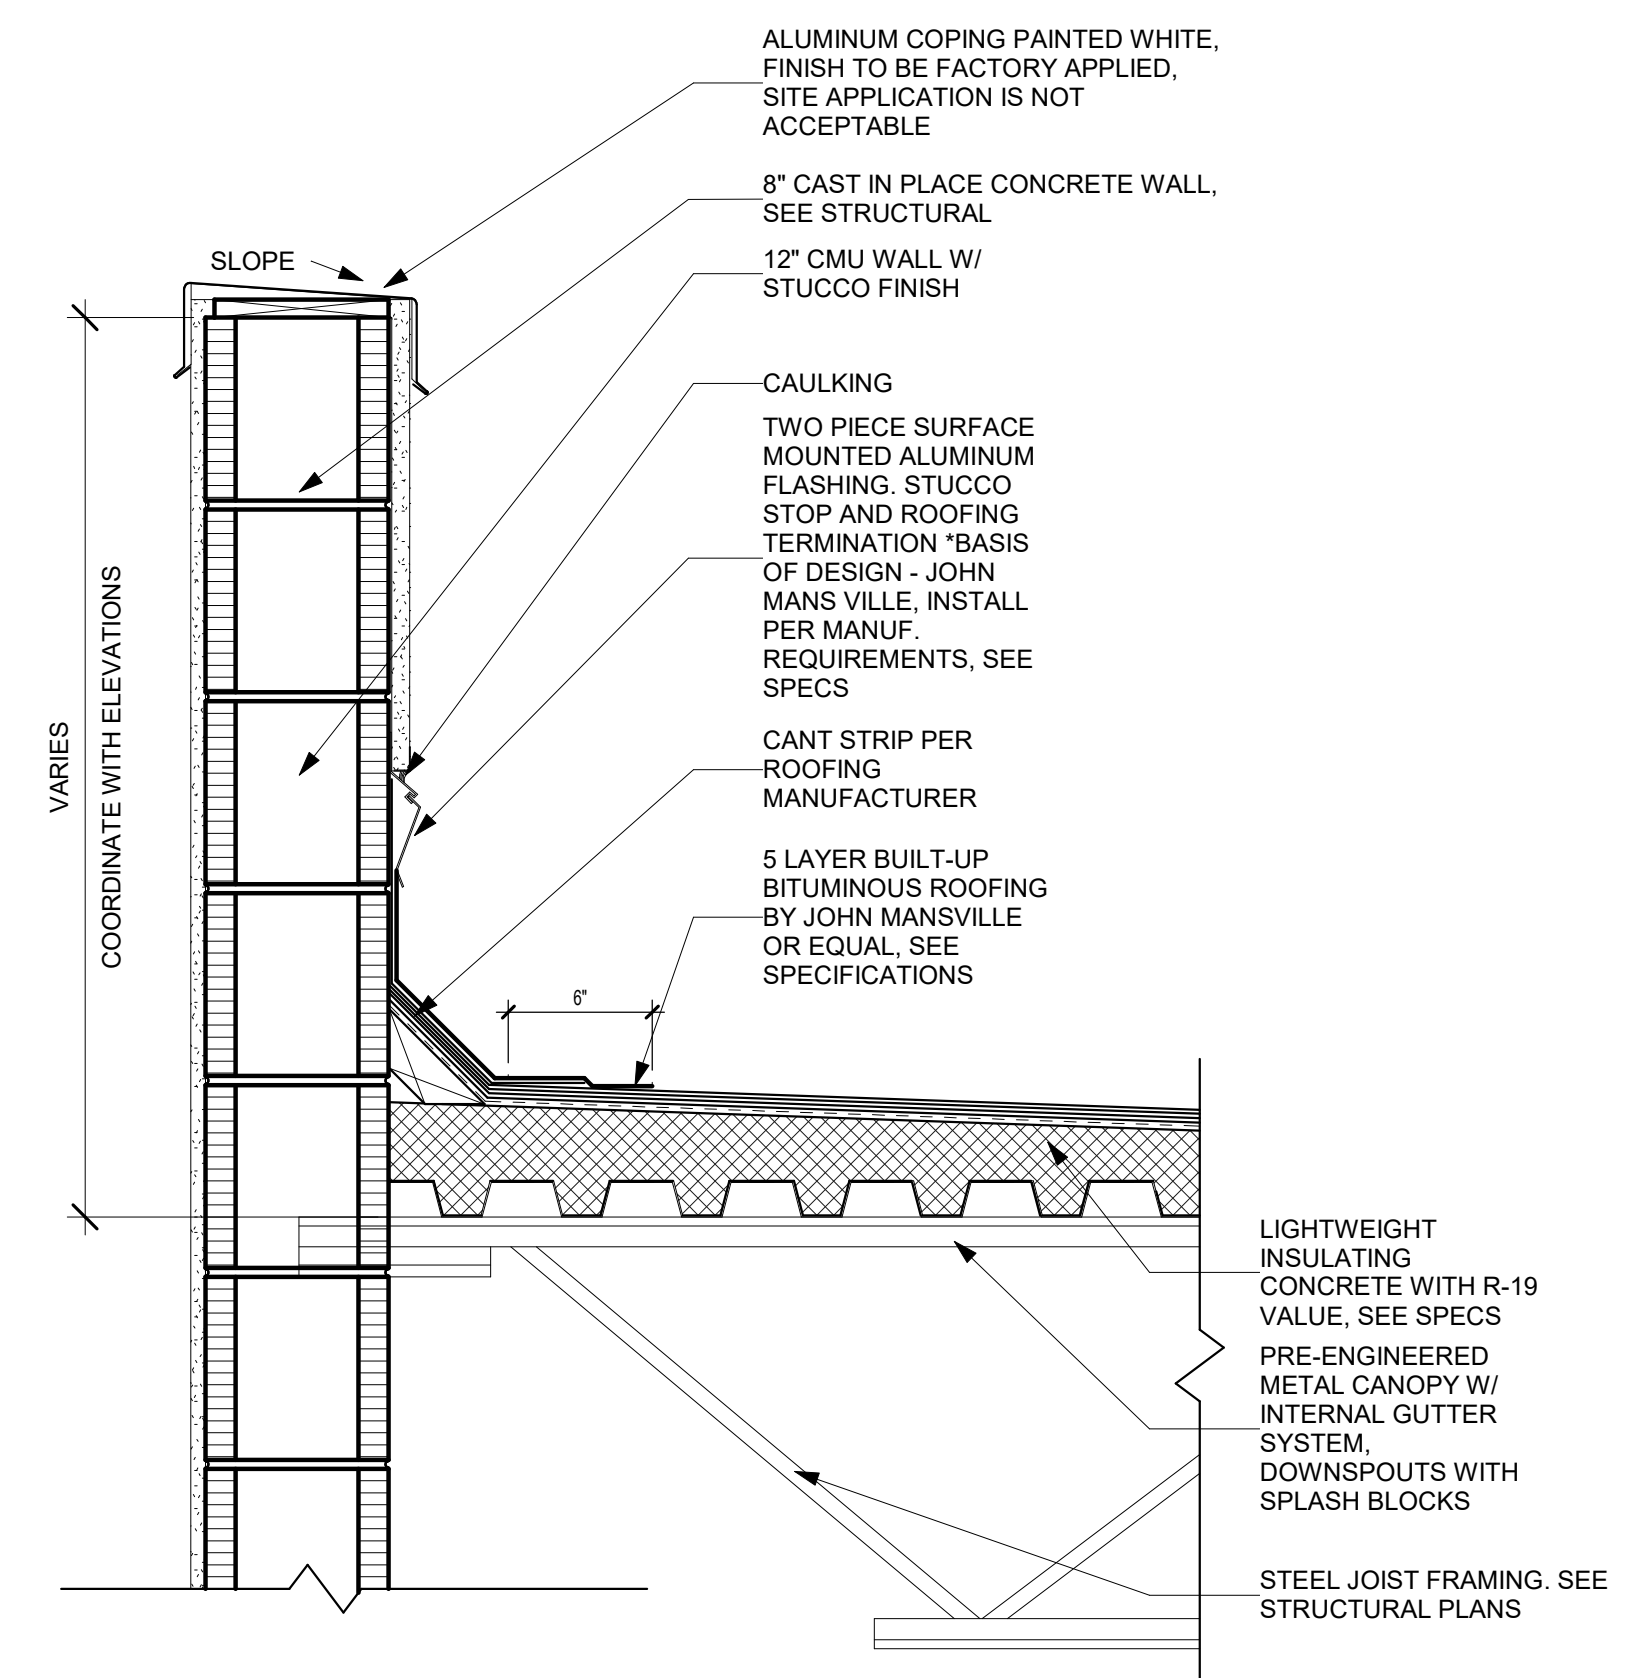 ALUMINUM COPING PAINTED WHITE,
FINISH TO BE FACTORY APPLIED,
SITE APPLICATION IS NOT
ACCEPTABLE
8" CAST IN PLACE CONCRETE WALL,
SEE STRUCTURAL
SLOPE
12" CMU WALL W/
STUCCO FINISH
CAULKING
TWO PIECE SURFACE
MOUNTED ALUMINUM
FLASHING. STUCCO
STOP AND ROOFING
TERMINATION *BASIS
OF DESIGN - JOHN
MANS VILLE, INSTALL
PER MANUF.
REQUIREMENTS, SEE
SPECS
VARIES
COORDINATE WITH ELEVATIONS
CANT STRIP PER
ROOFING
MANUFACTURER
5 LAYER BUILT-UP
BITUMINOUS ROOFING
BY JOHN MANSVILLE
OR EQUAL, SEE
SPECIFICATIONS
6"
LIGHTWEIGHT
INSULATING
CONCRETE WITH R-19
VALUE, SEE SPECS
PRE-ENGINEERED
METAL CANOPY W/
INTERNAL GUTTER
SYSTEM,
DOWNSPOUTS WITH
SPLASH BLOCKS
STEEL JOIST FRAMING. SEE
STRUCTURAL PLANS